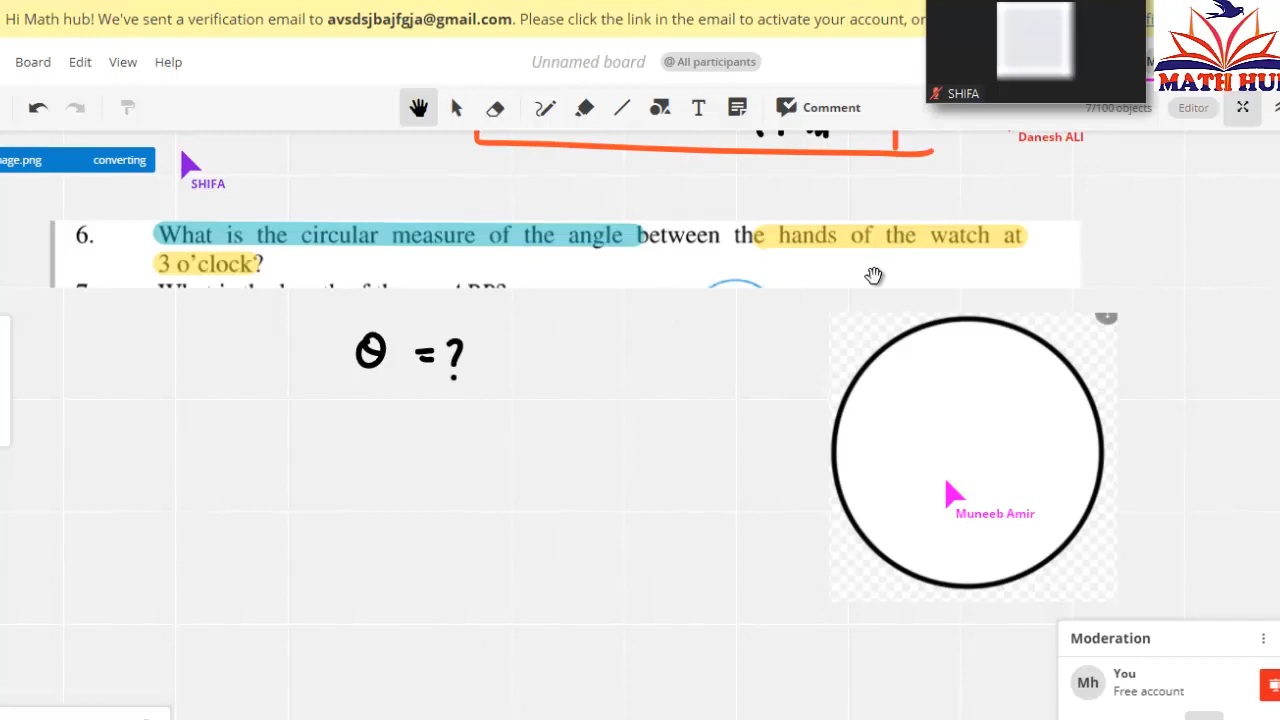 Hi Math hub! We've sent a verification email to avsdsjbajfgja@gmail.com. Please click the link in the email to activate your account, or
Board Edit View Help
Unnamed board
@ All participants
SHIFA
MATH HUB
Comment
7/100 objects
Editor
Danesh ALI
age.png converting
SHIFA
6. What is the circular measure of the angle between the hands of the watch at
3 o'clock?
θ = ?
Muneeb Amir
Moderation
Mh
You
Free account